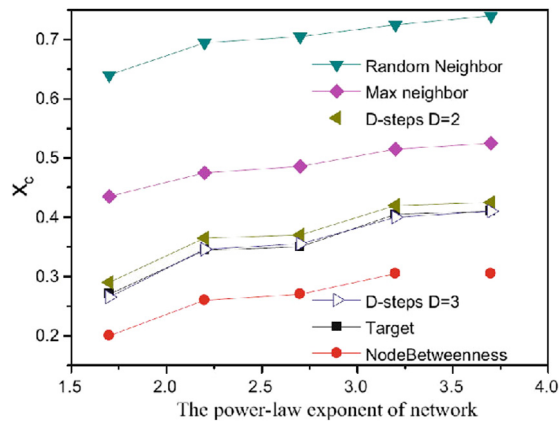 0.7
0.6
0.5
0.4
0.3
0.2
Xc
Random Neighbor
Max neighbor
D-steps D=2
D-steps D=3
Target
NodeBetweenness
1.5 2.0 2.5 3.0 3.5 4.0
The power-law exponent of network